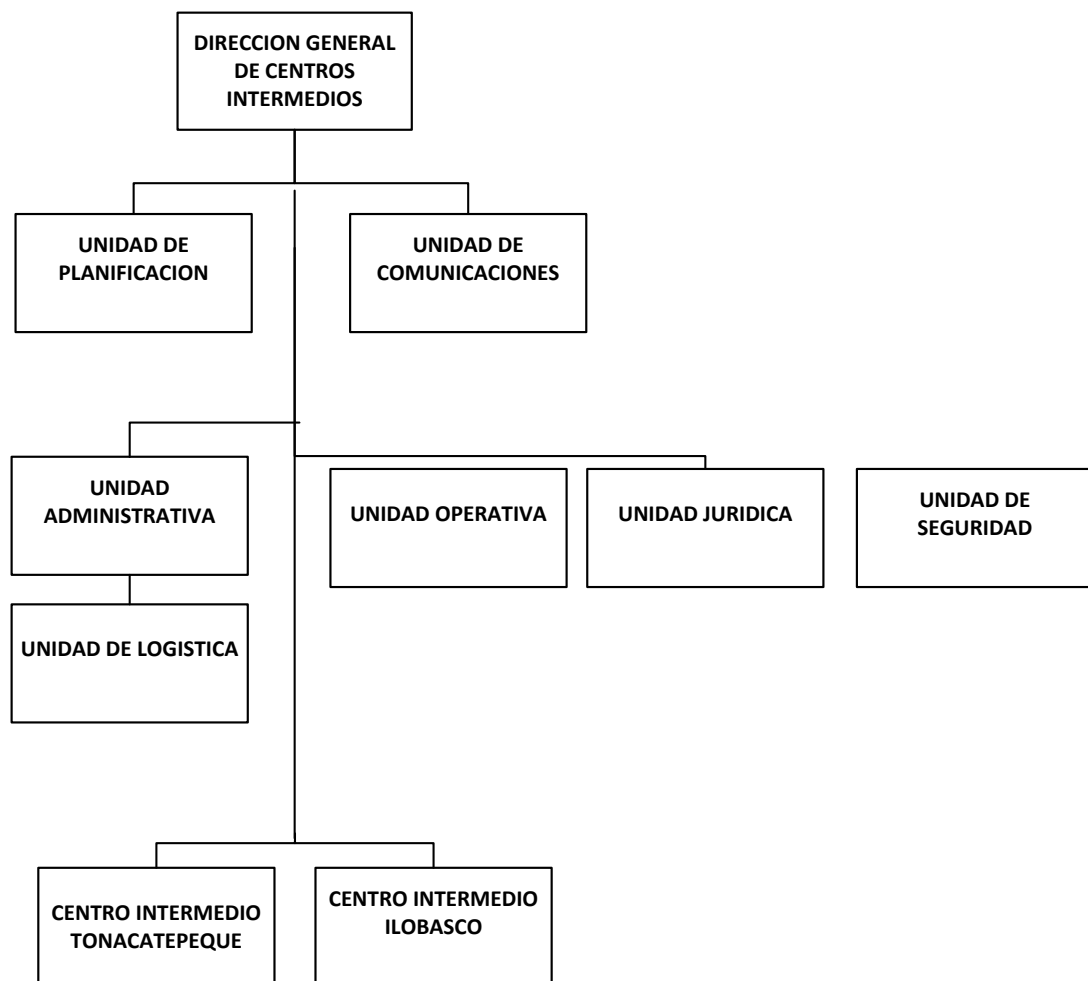 DIRECCION GENERAL
DE CENTROS
INTERMEDIOS
UNIDAD DE
PLANIFICACION
UNIDAD DE
COMUNICACIONES
UNIDAD
ADMINISTRATIVA
UNIDAD OPERATIVA
UNIDAD JURIDICA
UNIDAD DE
SEGURIDAD
UNIDAD DE LOGISTICA
CENTRO INTERMEDIO
TONACATEPEQUE
CENTRO INTERMEDIO
ILOBASCO